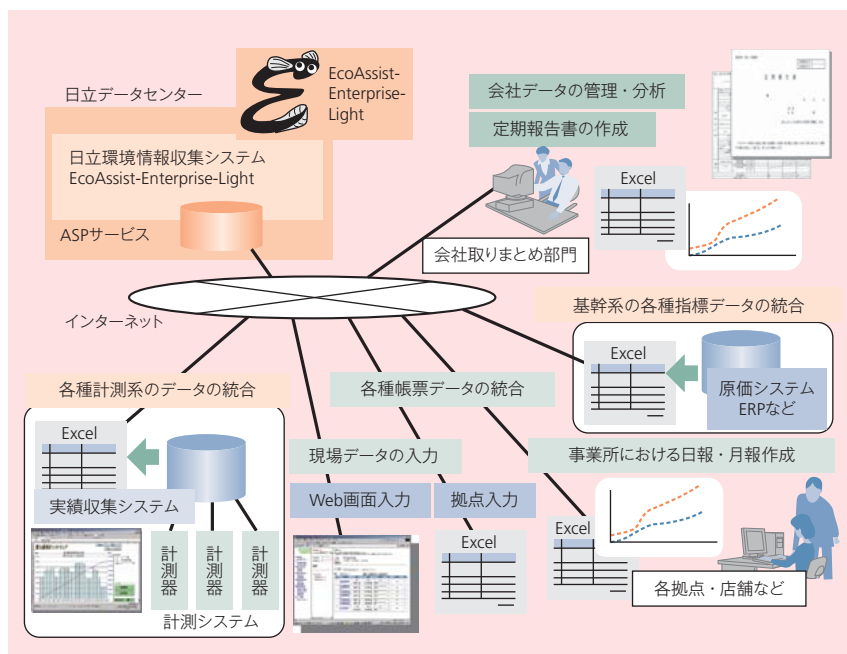 日立データセンター
EcoAssist-
Enterprise-
Light
日立環境情報収集システム
EcoAssist-Enterprise-Light
ASPサービス
会社データの管理・分析
定期報告書の作成
Excel
会社取りまとめ部門
インターネット
基幹系の各種指標データの統合
Excel
原価システム
ERPなど
各種計測系のデータの統合
Excel
実績収集システム
計測器
計測器
計測器
計測システム
各種帳票データの統合
現場データの入力
Web画面入力
拠点入力
Excel
事業所における日報・月報作成
Excel
各拠点・店舗など